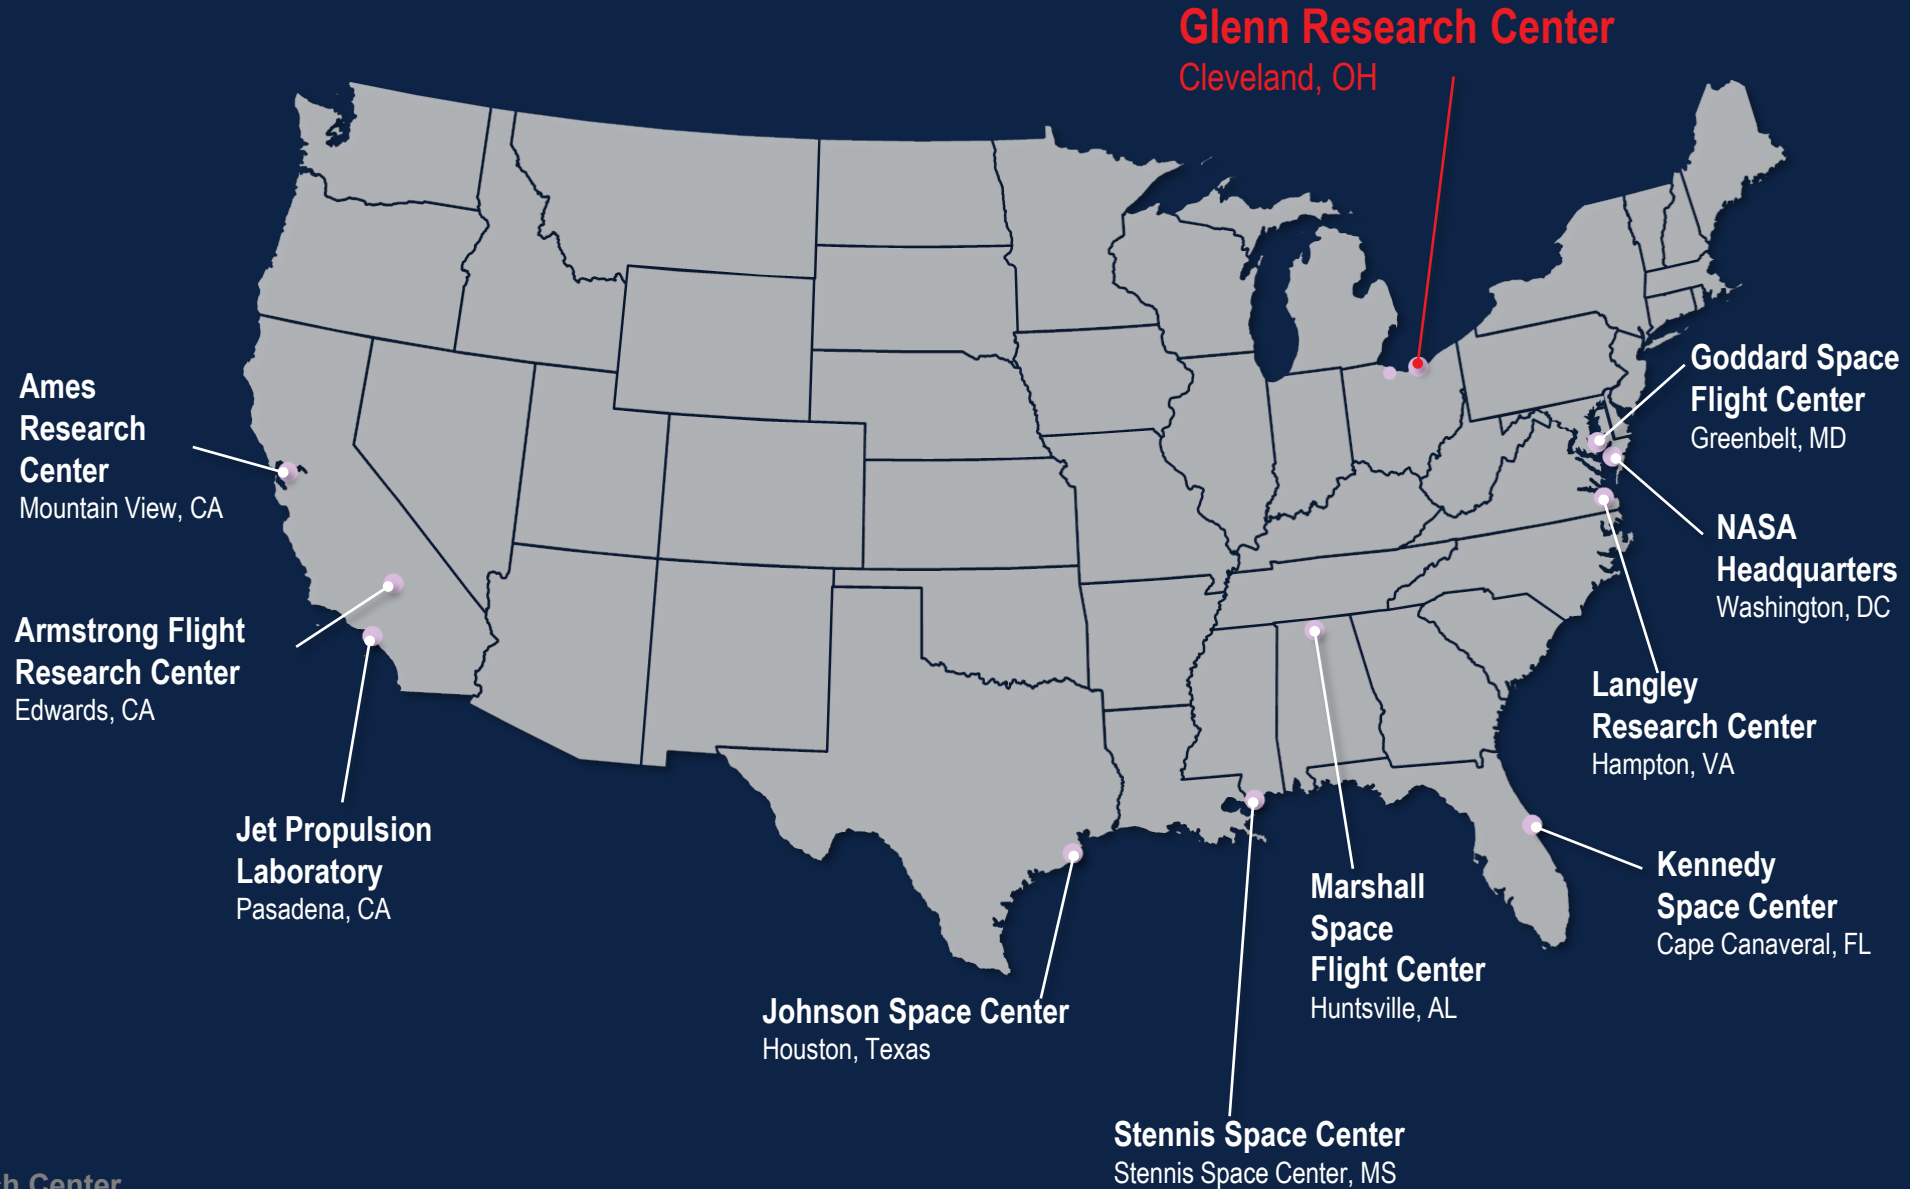 Glenn Research Center
Cleveland, OH
Ames
Research
Center
Mountain View, CA
Armstrong Flight
Research Center
Edwards, CA
Jet Propulsion
Laboratory
Pasadena, CA
Johnson Space Center
Houston, Texas
Stennis Space Center
Stennis Space Center, MS
Marshall
Space
Flight Center
Huntsville, AL
Kennedy
Space Center
Cape Canaveral, FL
Langley
Research Center
Hampton, VA
NASA
Headquarters
Washington, DC
Goddard Space
Flight Center
Greenbelt, MD
Center